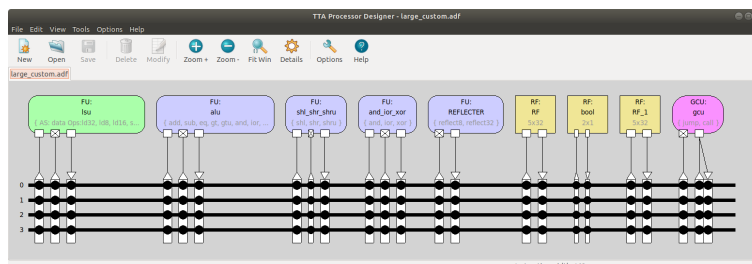 TTA Processor Designer - large_custom.adf
File Edit View Tools Options Help
New Open Save Delete Modify Zoom + Zoom - Fit Win Details Options Help
large_custom.adf
FU: FU: FU: FU: FU: RF: RF: RF: GCU:
lsu alu shl_shr_shru and_ior_xor REFLECTER RF bool RF_1 gcu
{ AS: data Ops:ld32, ld8, ld16, s... { add, sub, eq, gt, gtu, and, ior, ... { shl, shr, shru } { and, ior, xor } { reflect8, reflect32 } 5x32 2x1 5x32 { jump, call }
0
1
2
3